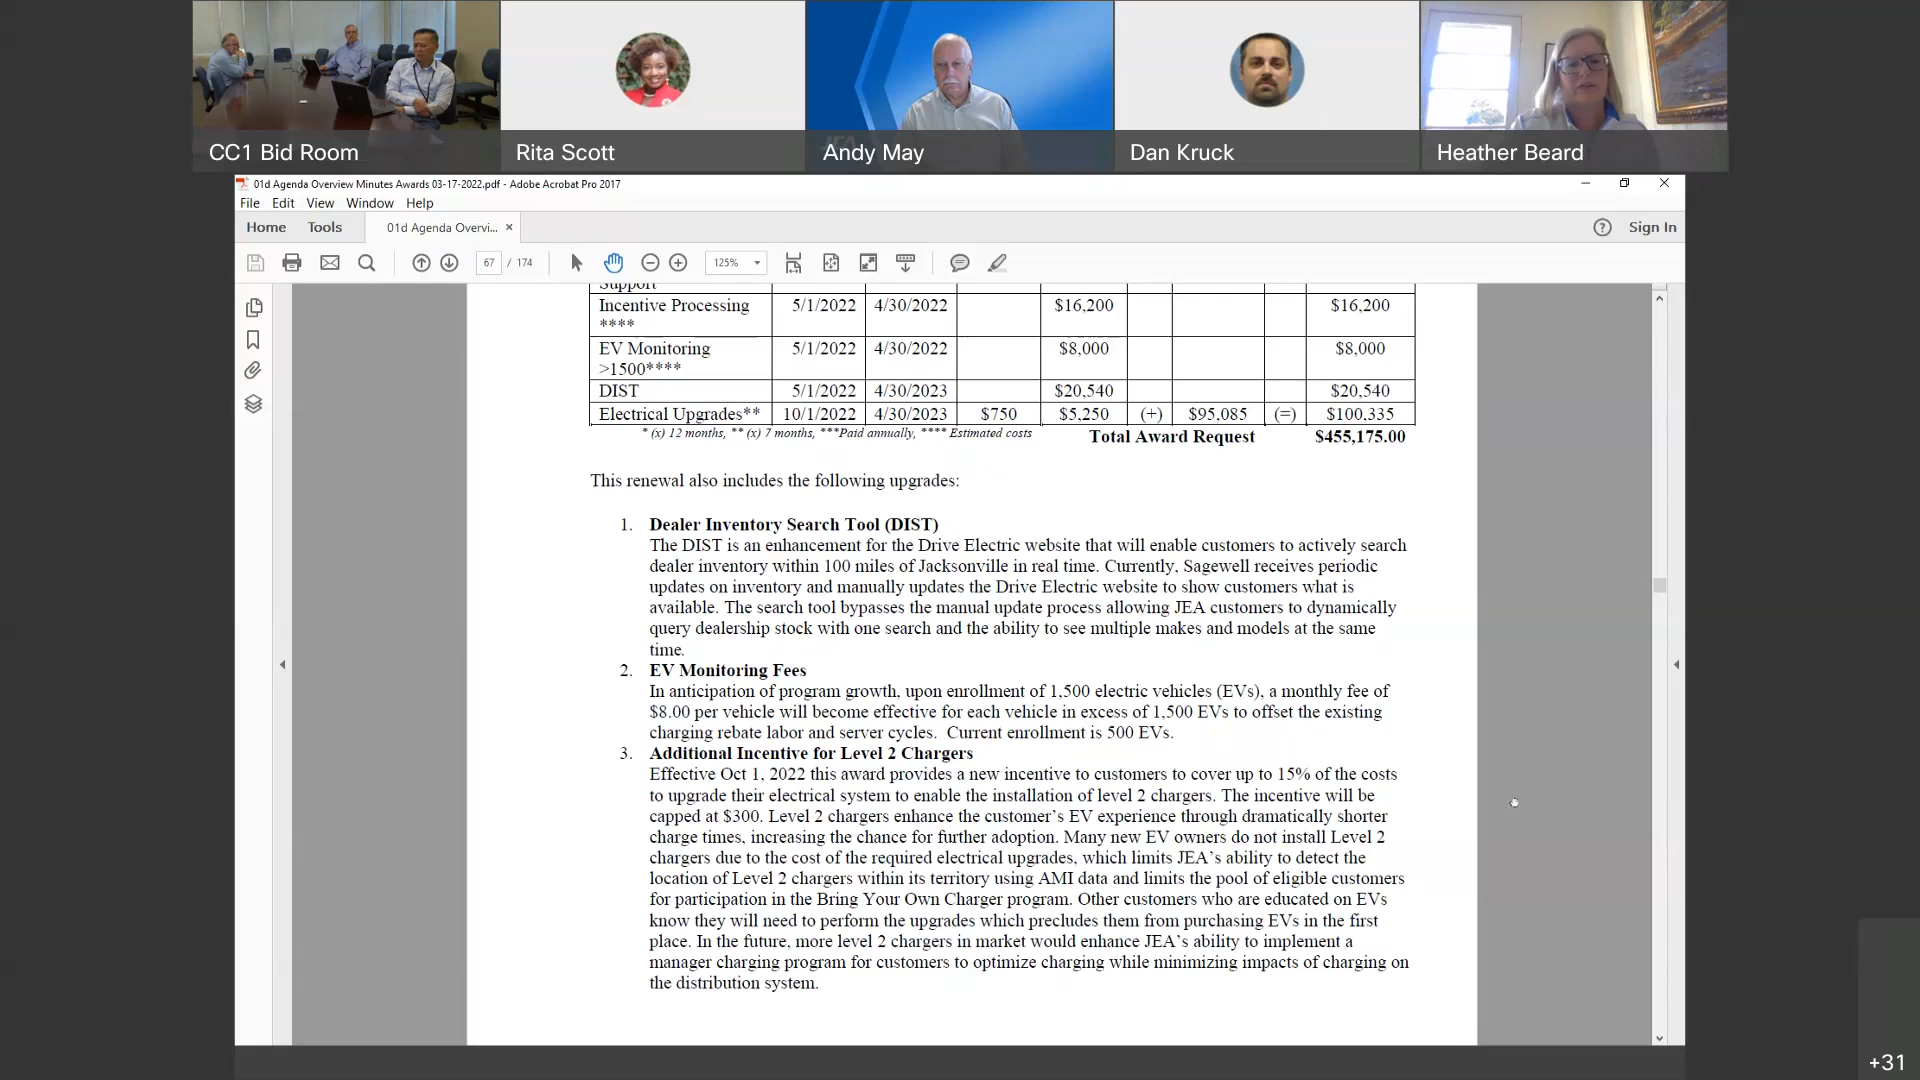 CC1 Bid Room
Rita Scott
Andy May
Dan Kruck
Heather Beard
01d Agenda Overview Minutes Awards 03-17-2022.pdf - Adobe Acrobat Pro 2017
File Edit View Window Help
Home Tools 01d Agenda Overvi... × Sign In
67 / 174 125%
Support
Incentive Processing 5/1/2022 4/30/2022 $16,200 $16,200
****
EV Monitoring 5/1/2022 4/30/2022 $8,000 $8,000
>1500****
DIST 5/1/2022 4/30/2023 $20,540 $20,540
Electrical Upgrades** 10/1/2022 4/30/2023 $750 $5,250 (+) $95,085 (=) $100,335
* (x) 12 months, ** (x) 7 months, ***Paid annually, **** Estimated costs Total Award Request $455,175.00
This renewal also includes the following upgrades:
1. Dealer Inventory Search Tool (DIST)
The DIST is an enhancement for the Drive Electric website that will enable customers to actively search
dealer inventory within 100 miles of Jacksonville in real time. Currently, Sagewell receives periodic
updates on inventory and manually updates the Drive Electric website to show customers what is
available. The search tool bypasses the manual update process allowing JEA customers to dynamically
query dealership stock with one search and the ability to see multiple makes and models at the same
time.
2. EV Monitoring Fees
In anticipation of program growth, upon enrollment of 1,500 electric vehicles (EVs), a monthly fee of
$8.00 per vehicle will become effective for each vehicle in excess of 1,500 EVs to offset the existing
charging rebate labor and server cycles. Current enrollment is 500 EVs.
3. Additional Incentive for Level 2 Chargers
Effective Oct 1, 2022 this award provides a new incentive to customers to cover up to 15% of the costs
to upgrade their electrical system to enable the installation of level 2 chargers. The incentive will be
capped at $300. Level 2 chargers enhance the customer's EV experience through dramatically shorter
charge times, increasing the chance for further adoption. Many new EV owners do not install Level 2
chargers due to the cost of the required electrical upgrades, which limits JEA's ability to detect the
location of Level 2 chargers within its territory using AMI data and limits the pool of eligible customers
for participation in the Bring Your Own Charger program. Other customers who are educated on EVs
know they will need to perform the upgrades which precludes them from purchasing EVs in the first
place. In the future, more level 2 chargers in market would enhance JEA's ability to implement a
manager charging program for customers to optimize charging while minimizing impacts of charging on
the distribution system.
+31